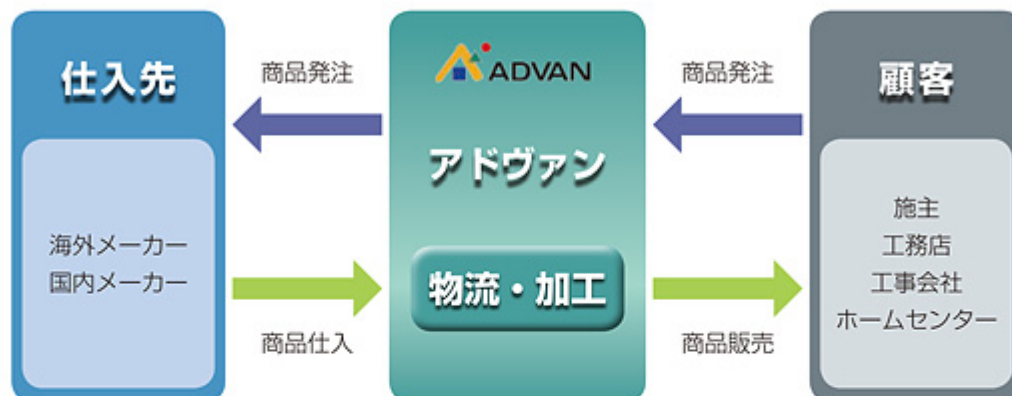 仕入先
海外メーカー
国内メーカー
商品発注
商品仕入
ADVAN
アドヴァン
物流・加工
商品発注
商品販売
顧客
施主
工務店
工事会社
ホームセンター